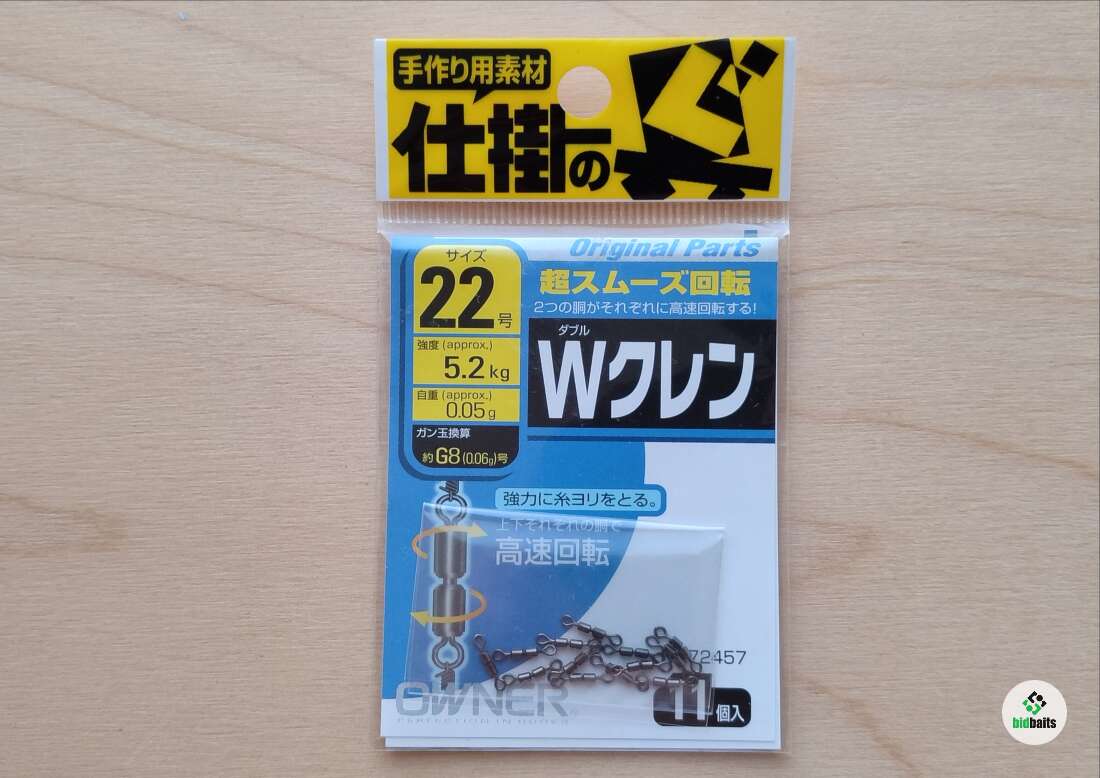 手作り用素材
仕掛けの
Original Parts
サイズ
22号
強度(approx.)
5.2kg
自重(approx.)
0.05g
ガン玉換算
約G8(0.06g)号
超スムーズ回転
2つの胴がそれぞれに高速回転する!
ダブル
Wクレン
強力に糸ヨリをとる。
上下それぞれの胴で
高速回転
72457
OWNER
11個入
bidbaits